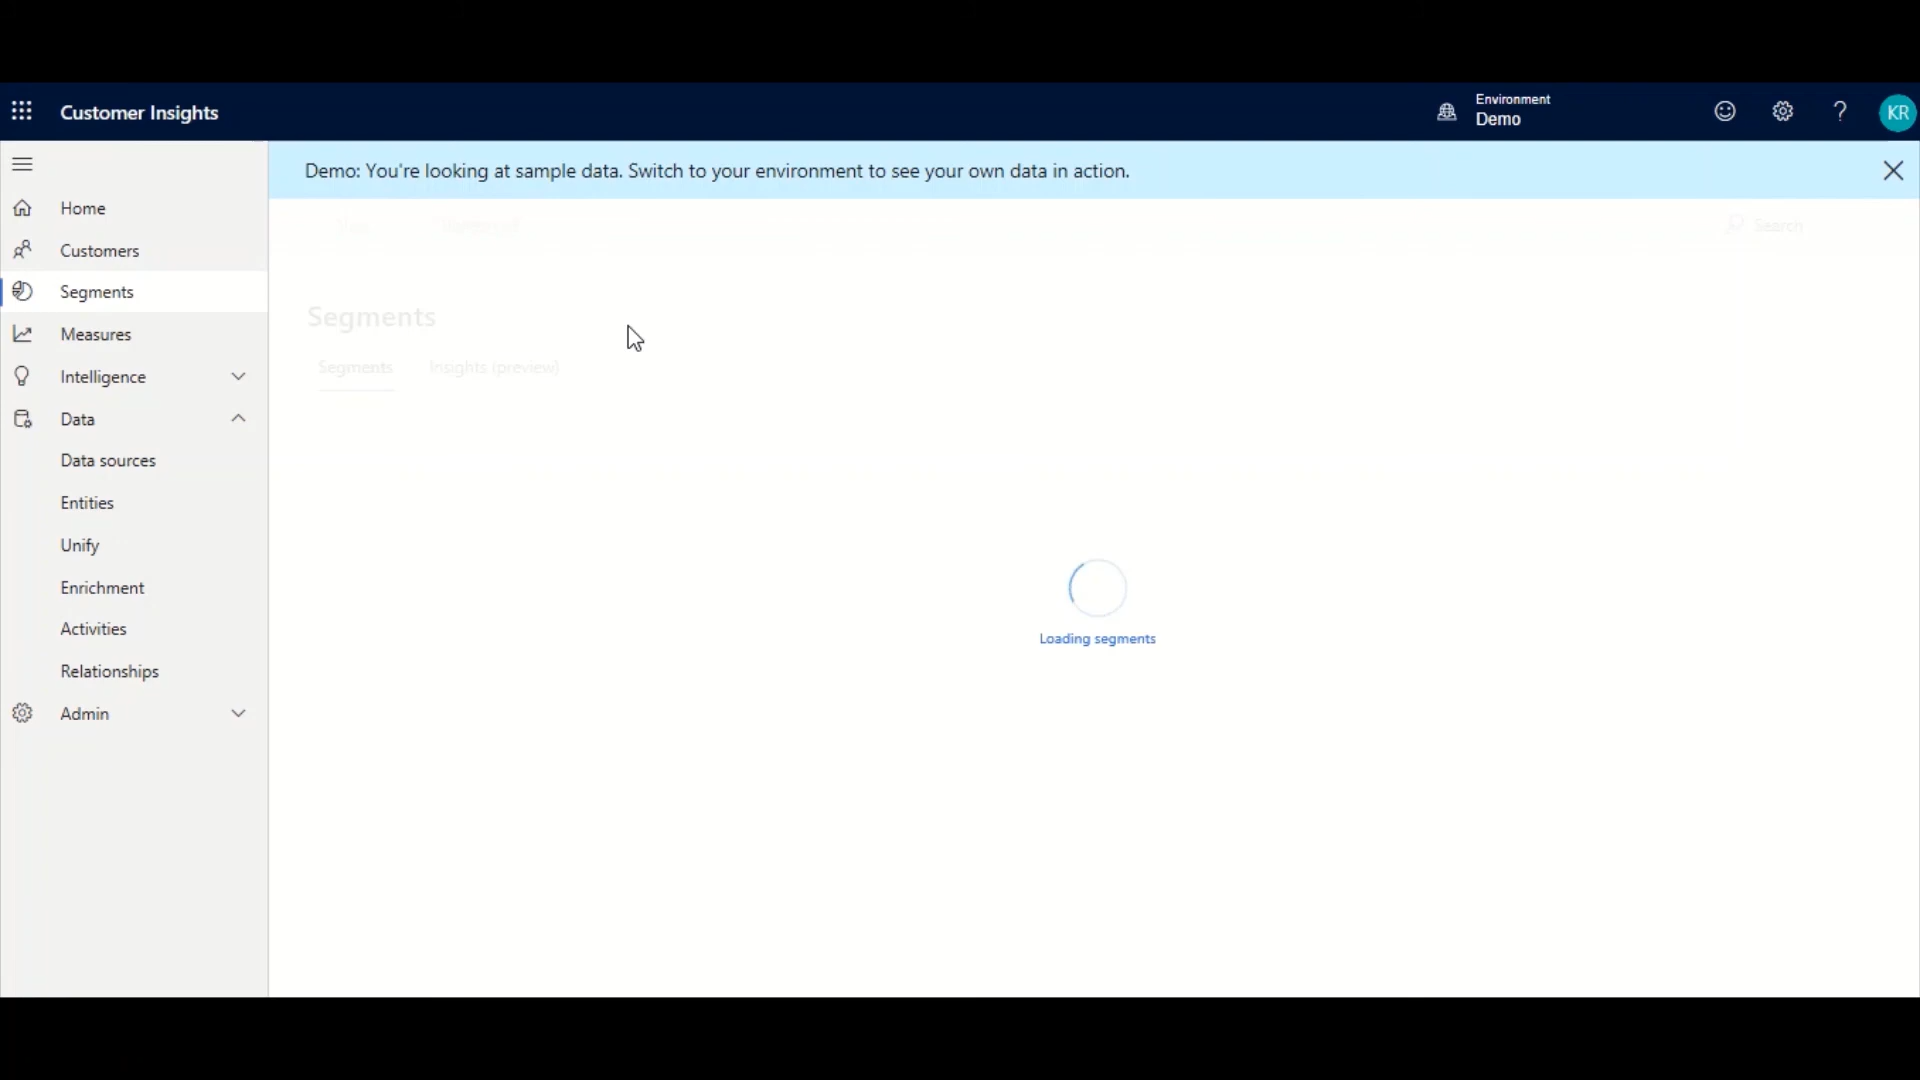 Customer Insights
Environment
Demo
?
KR
Demo: You're looking at sample data. Switch to your environment to see your own data in action.
Home
Customers
Segments
Measures
Intelligence
Data
Data sources
Entities
Unify
Enrichment
Activities
Relationships
Admin
Search
Segments
Segments Insights (preview)
Loading segments